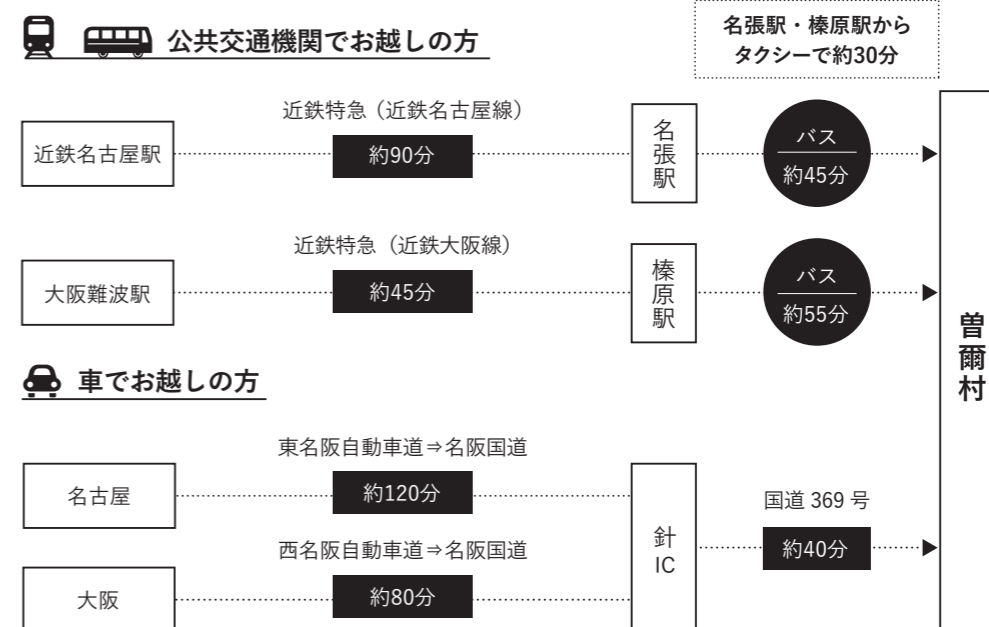 公共交通機関でお越しの方
名張駅・榛原駅から
タクシーで約30分
近鉄特急（近鉄名古屋線）
近鉄名古屋駅
約90分
名張駅
バス
約45分
近鉄特急（近鉄大阪線）
大阪難波駅
約45分
榛原駅
バス
約55分
曽爾村
車でお越しの方
東名阪自動車道⇒名阪国道
名古屋
約120分
西名阪自動車道⇒名阪国道
大阪
約80分
針IC
国道 369 号
約40分